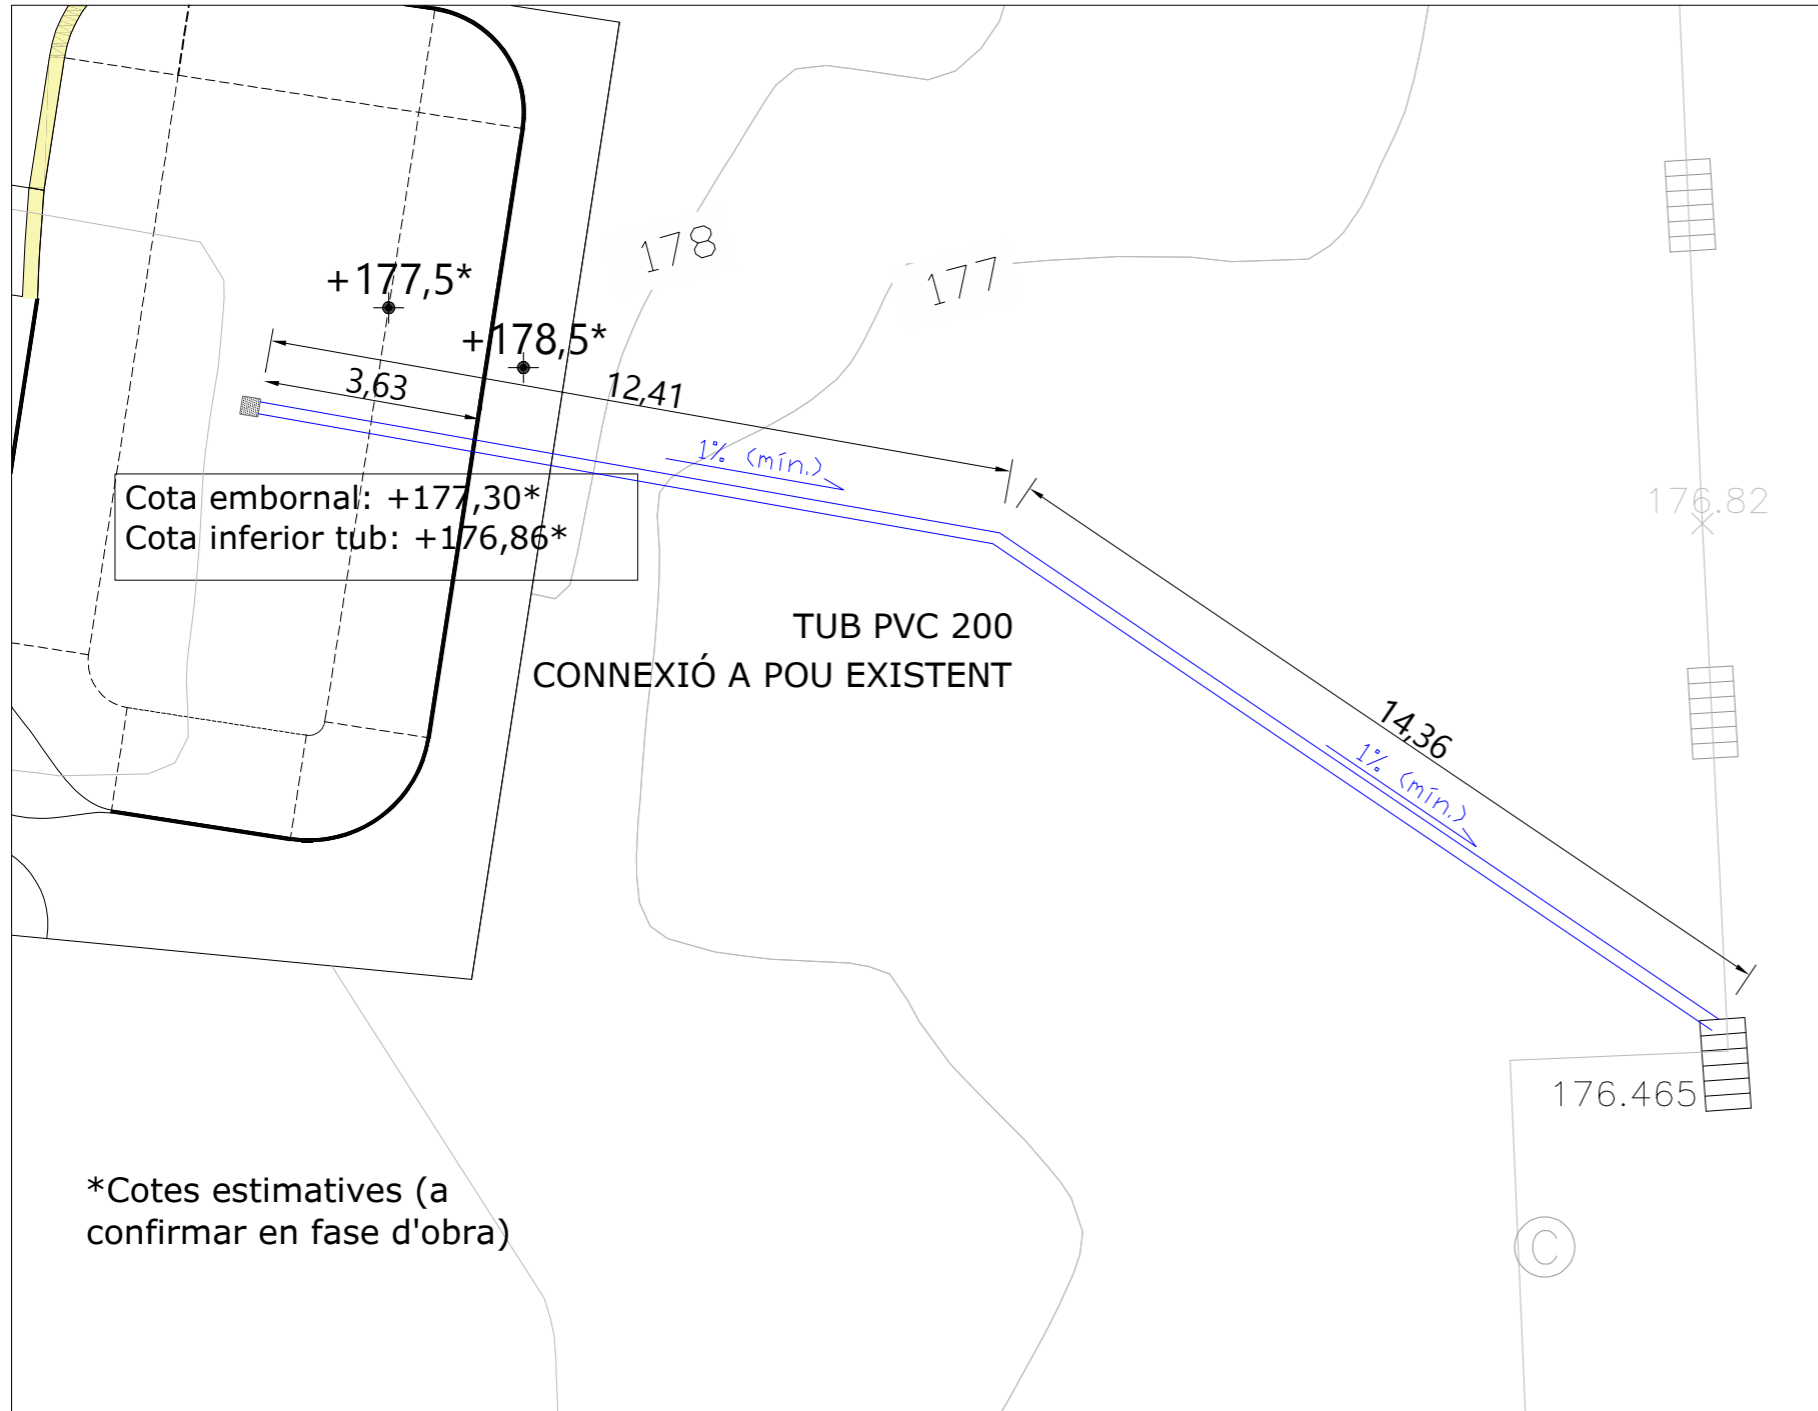 178
177
+177,5*
+178,5*
3,63
12,41
1% (mín.)
Cota embornal: +177,30*
Cota inferior tub: +176,86*
176.82
TUB PVC 200
CONNEXIÓ A POU EXISTENT
14,36
1% (mín.)
176.465
*Cotes estimatives (a
confirmar en fase d'obra)
C